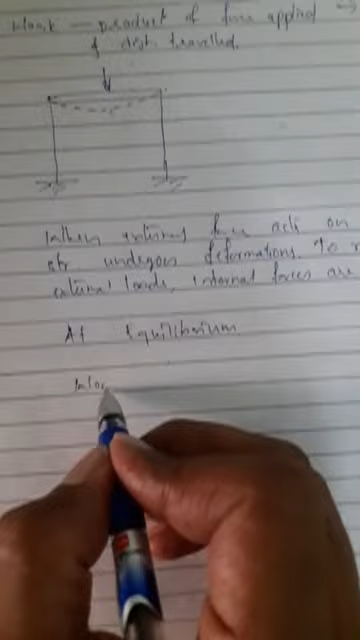 Work — product of force applied
& dist. travelled.
When external force acts on
str undergoes deformations. To r
external loads, internal forces are
At Equilibrium
Wor